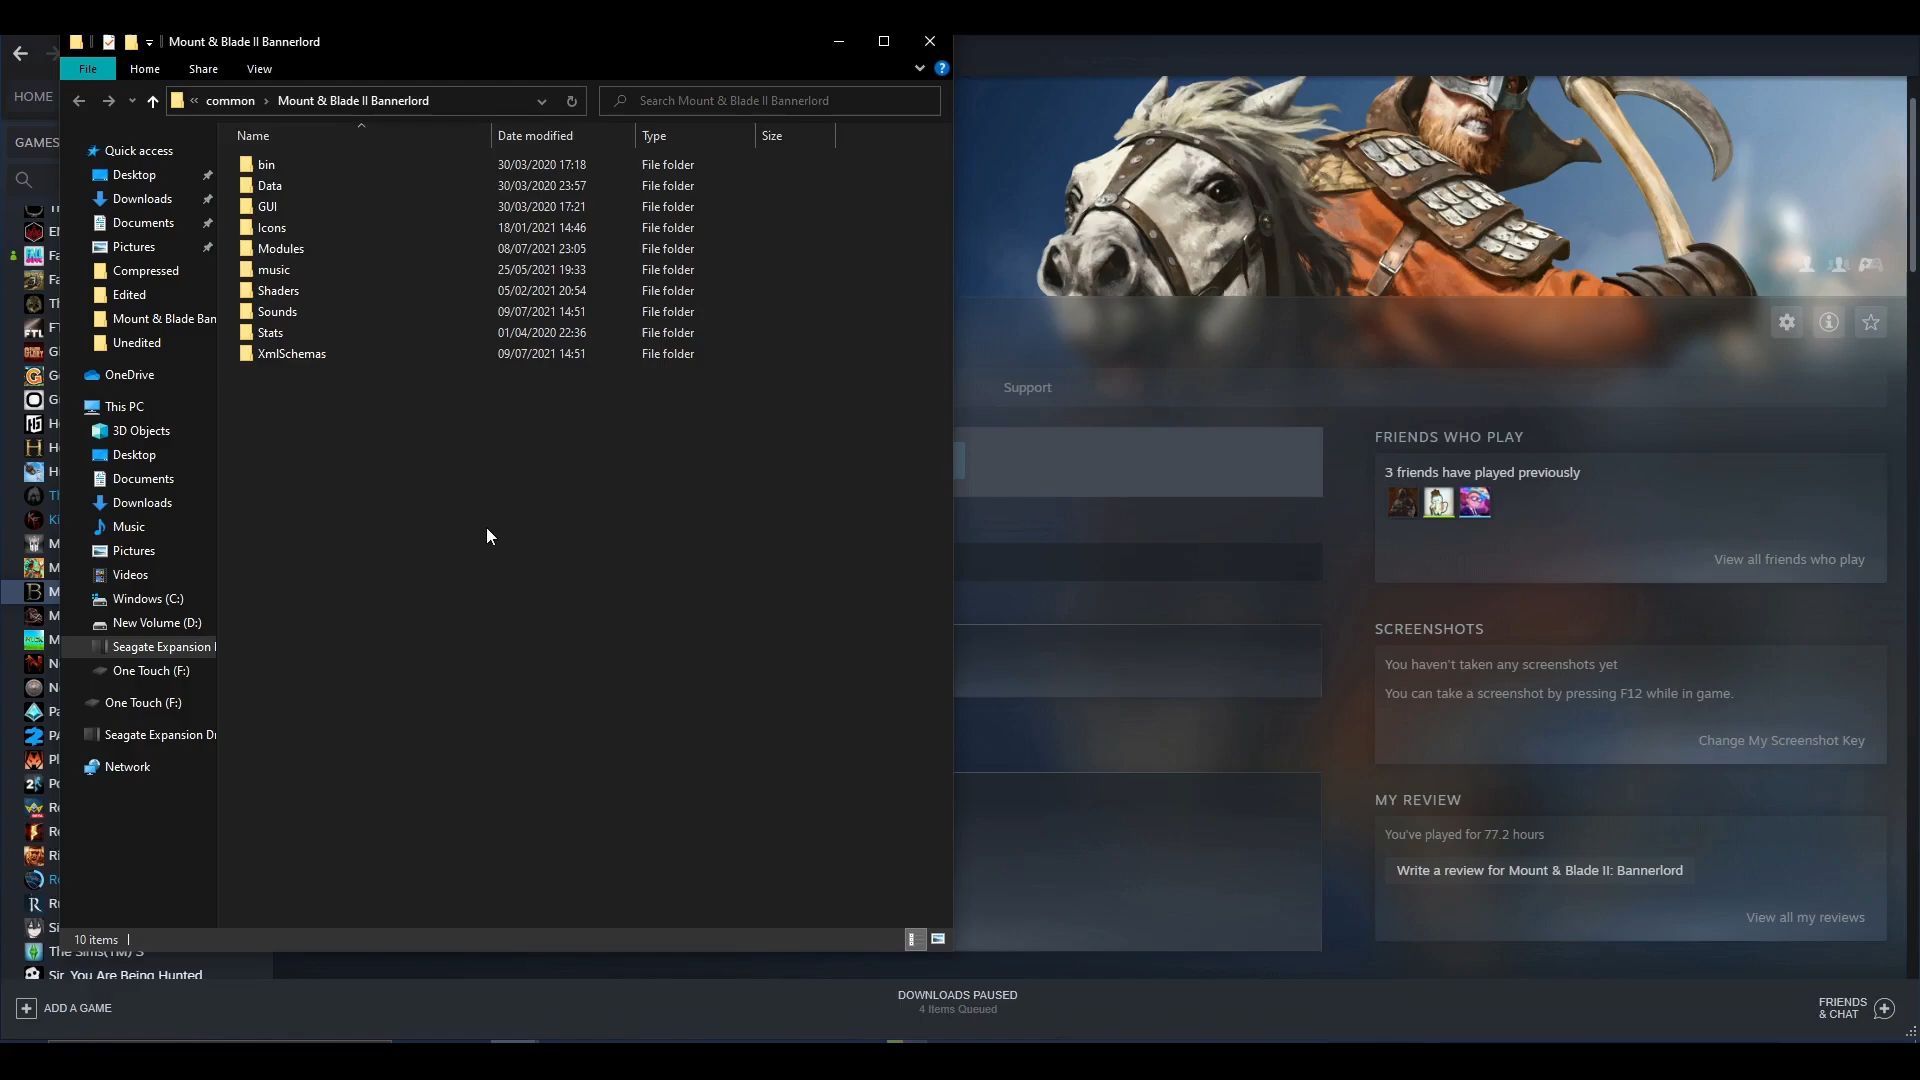 Mount & Blade II Bannerlord
File
Home
Share
View
common
Mount & Blade II Bannerlord
Search Mount & Blade II Bannerlord
Name
Date modified
Type
Size
bin 30/03/2020 17:18 File folder
Data 30/03/2020 23:57 File folder
GUI 30/03/2020 17:21 File folder
Icons 18/01/2021 14:46 File folder
Modules 08/07/2021 23:05 File folder
music 25/05/2021 19:33 File folder
Shaders 05/02/2021 20:54 File folder
Sounds 09/07/2021 14:51 File folder
Stats 01/04/2020 22:36 File folder
XmlSchemas 09/07/2021 14:51 File folder
Quick access
Desktop
Downloads
Documents
Pictures
Compressed
Edited
Mount & Blade Ban
Unedited
OneDrive
This PC
3D Objects
Desktop
Documents
Downloads
Music
Pictures
Videos
Windows (C:)
New Volume (D:)
Seagate Expansion
One Touch (F:)
One Touch (F:)
Seagate Expansion Dr
Network
10 items
HOME
GAMES
Sir, You Are Being Hunted
ADD A GAME
DOWNLOADS PAUSED
4 Items Queued
FRIENDS
& CHAT
Support
FRIENDS WHO PLAY
3 friends have played previously
View all friends who play
SCREENSHOTS
You haven't taken any screenshots yet
You can take a screenshot by pressing F12 while in game.
Change My Screenshot Key
MY REVIEW
You've played for 77.2 hours
Write a review for Mount & Blade II: Bannerlord
View all my reviews